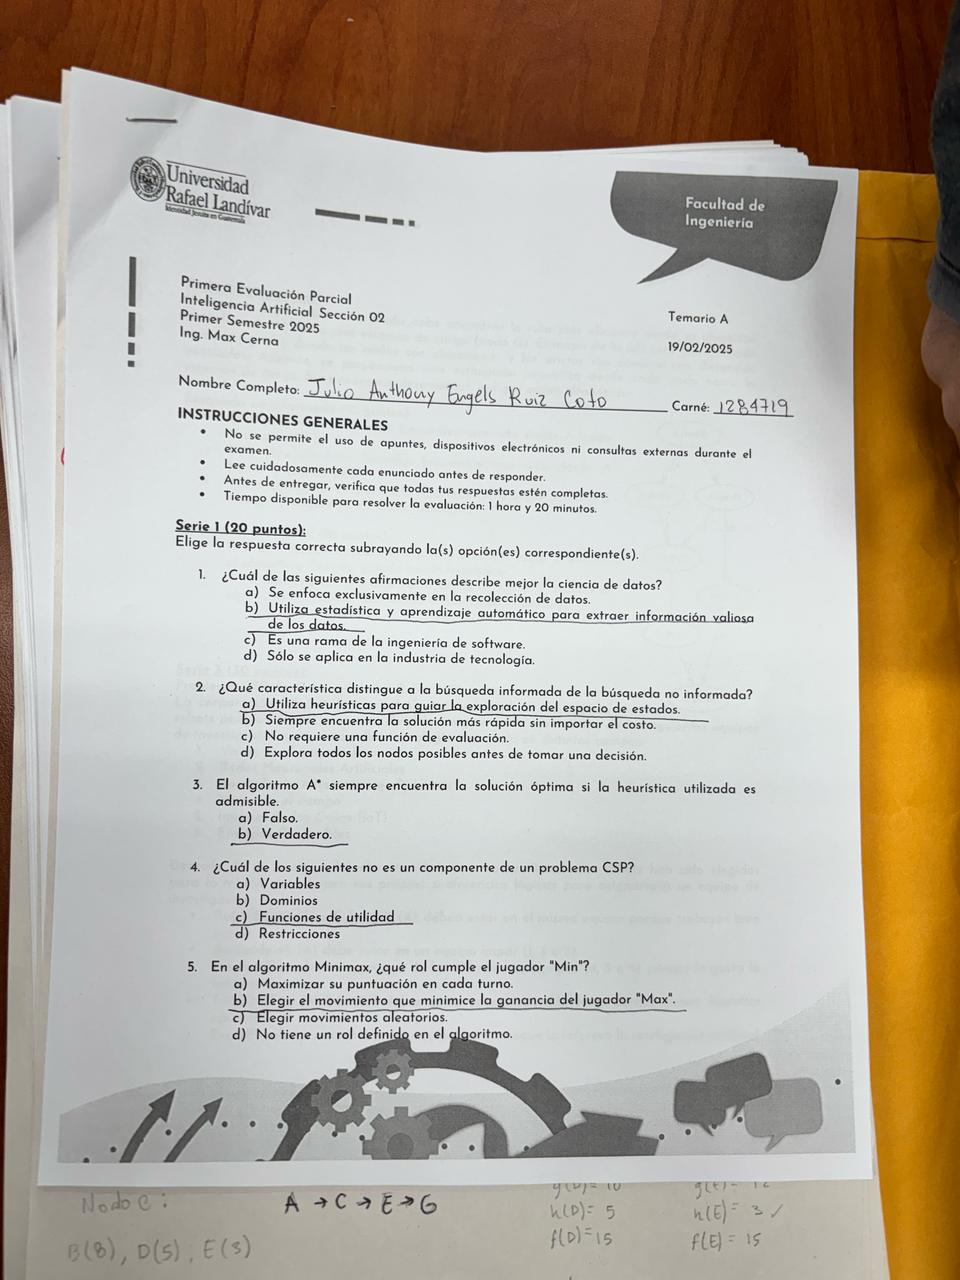 Universidad
Rafael Landívar
Identidad Jesuita en Guatemala
Facultad de
Ingeniería
Primera Evaluación Parcial
Inteligencia Artificial Sección 02
Primer Semestre 2025
Ing. Max Cerna
Temario A
19/02/2025
Nombre Completo: Julio Anthony Engels Ruiz Coto Carné: 1284719
INSTRUCCIONES GENERALES
• No se permite el uso de apuntes, dispositivos electrónicos ni consultas externas durante el
examen.
• Lee cuidadosamente cada enunciado antes de responder.
• Antes de entregar, verifica que todas tus respuestas estén completas.
• Tiempo disponible para resolver la evaluación: 1 hora y 20 minutos.
Serie 1 (20 puntos):
Elige la respuesta correcta subrayando la(s) opción(es) correspondiente(s).
1. ¿Cuál de las siguientes afirmaciones describe mejor la ciencia de datos?
a) Se enfoca exclusivamente en la recolección de datos.
b) Utiliza estadística y aprendizaje automático para extraer información valiosa
de los datos.
c) Es una rama de la ingeniería de software.
d) Sólo se aplica en la industria de tecnología.
2. ¿Qué característica distingue a la búsqueda informada de la búsqueda no informada?
a) Utiliza heurísticas para guiar la exploración del espacio de estados.
b) Siempre encuentra la solución más rápida sin importar el costo.
c) No requiere una función de evaluación.
d) Explora todos los nodos posibles antes de tomar una decisión.
3. El algoritmo A* siempre encuentra la solución óptima si la heurística utilizada es
admisible.
a) Falso.
b) Verdadero.
4. ¿Cuál de los siguientes no es un componente de un problema CSP?
a) Variables
b) Dominios
c) Funciones de utilidad
d) Restricciones
5. En el algoritmo Minimax, ¿qué rol cumple el jugador "Min"?
a) Maximizar su puntuación en cada turno.
b) Elegir el movimiento que minimice la ganancia del jugador "Max".
c) Elegir movimientos aleatorios.
d) No tiene un rol definido en el algoritmo.
Nodo C:
A → C → E → G
B(8), D(5), E(3)
g(D)= 10
h(D)= 5
f(D)=15
g(E)= 12
h(E)= 3 ✓
f(E)= 15